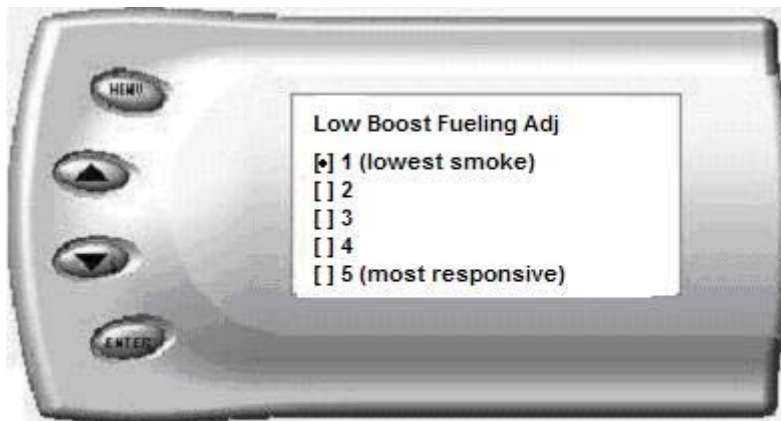 MENU
Low Boost Fueling Adj
[•] 1 (lowest smoke)
[ ] 2
[ ] 3
[ ] 4
[ ] 5 (most responsive)
ENTER